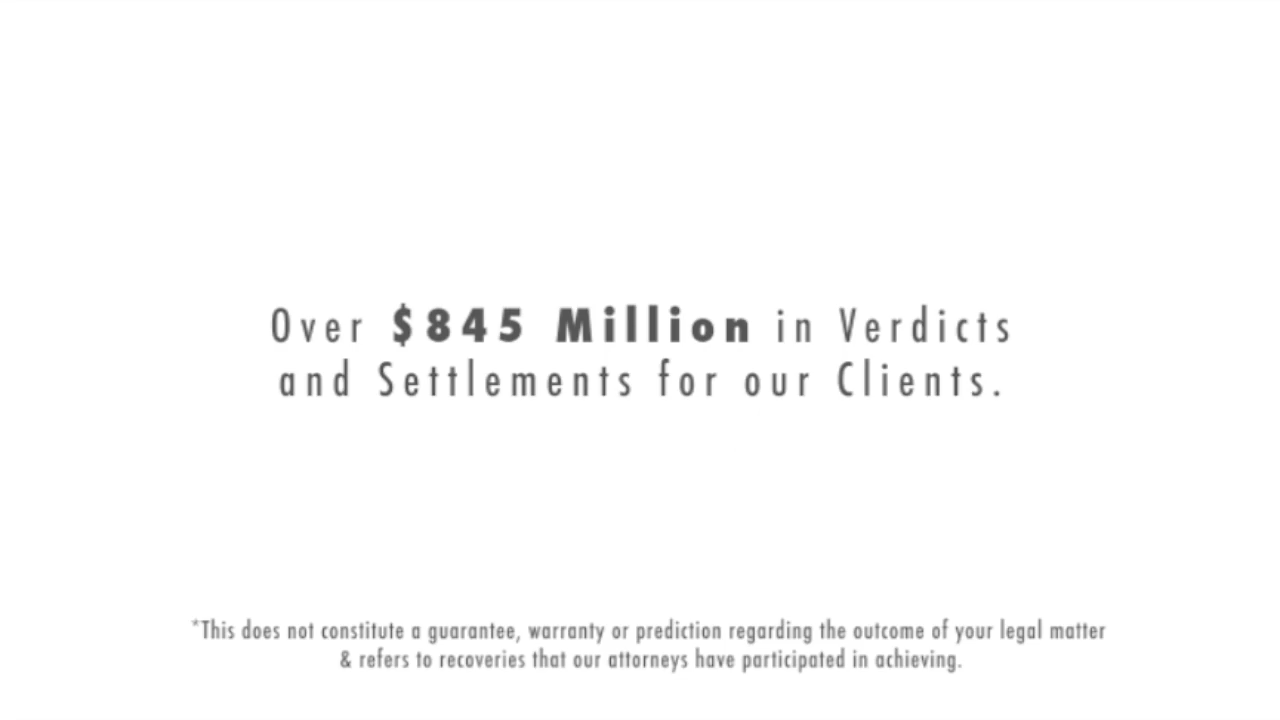 Over $845 Million in Verdicts
and Settlements for our Clients.
*This does not constitute a guarantee, warranty or prediction regarding the outcome of your legal matter
& refers to recoveries that our attorneys have participated in achieving.